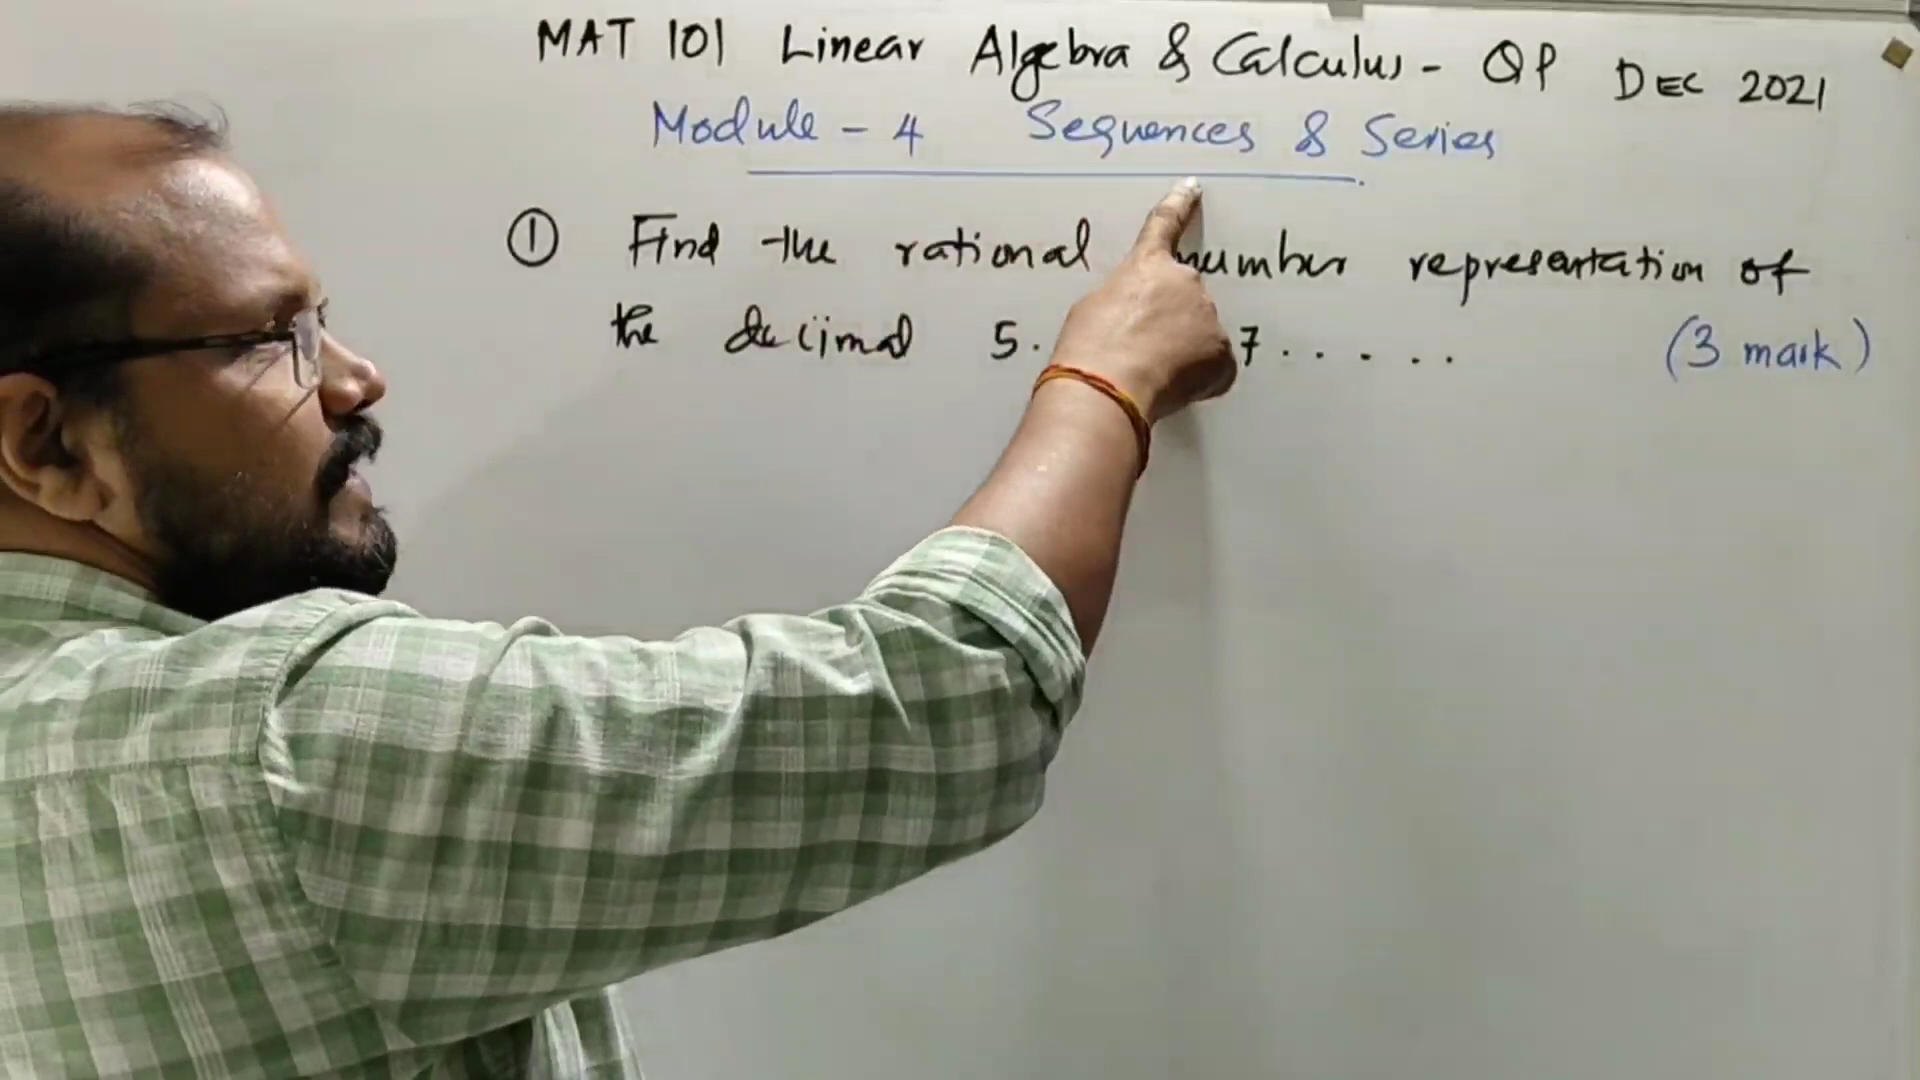 MAT 101 Linear Algebra & Calculus - QP DEC 2021
Module - 4 Sequences & Series
① Find the rational number representation of
the decimal 5. 7 . . . . . (3 mark)